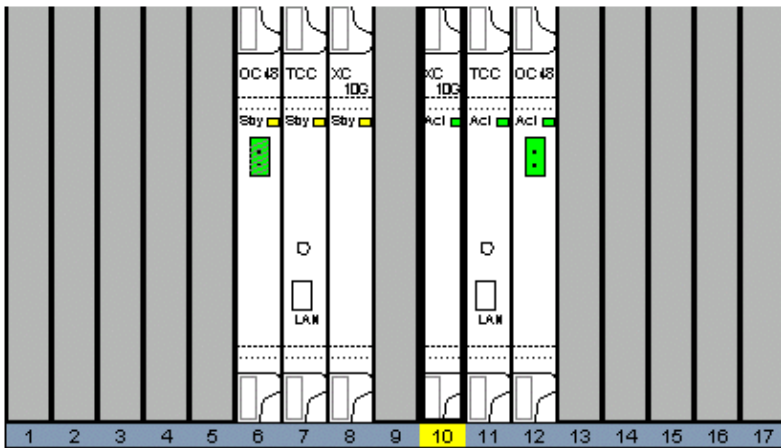 OC48 TCC XC XC TCC OC48
10G 10G
Sby Sby Sby Act Act Act
LAN LAN
1 2 3 4 5 6 7 8 9 10 11 12 13 14 15 16 17